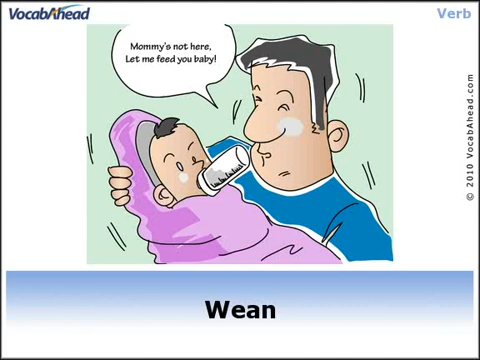 VocabAhead
Verb
Mommy's not here,
Let me feed you baby!
© 2010 VocabAhead.com
Wean